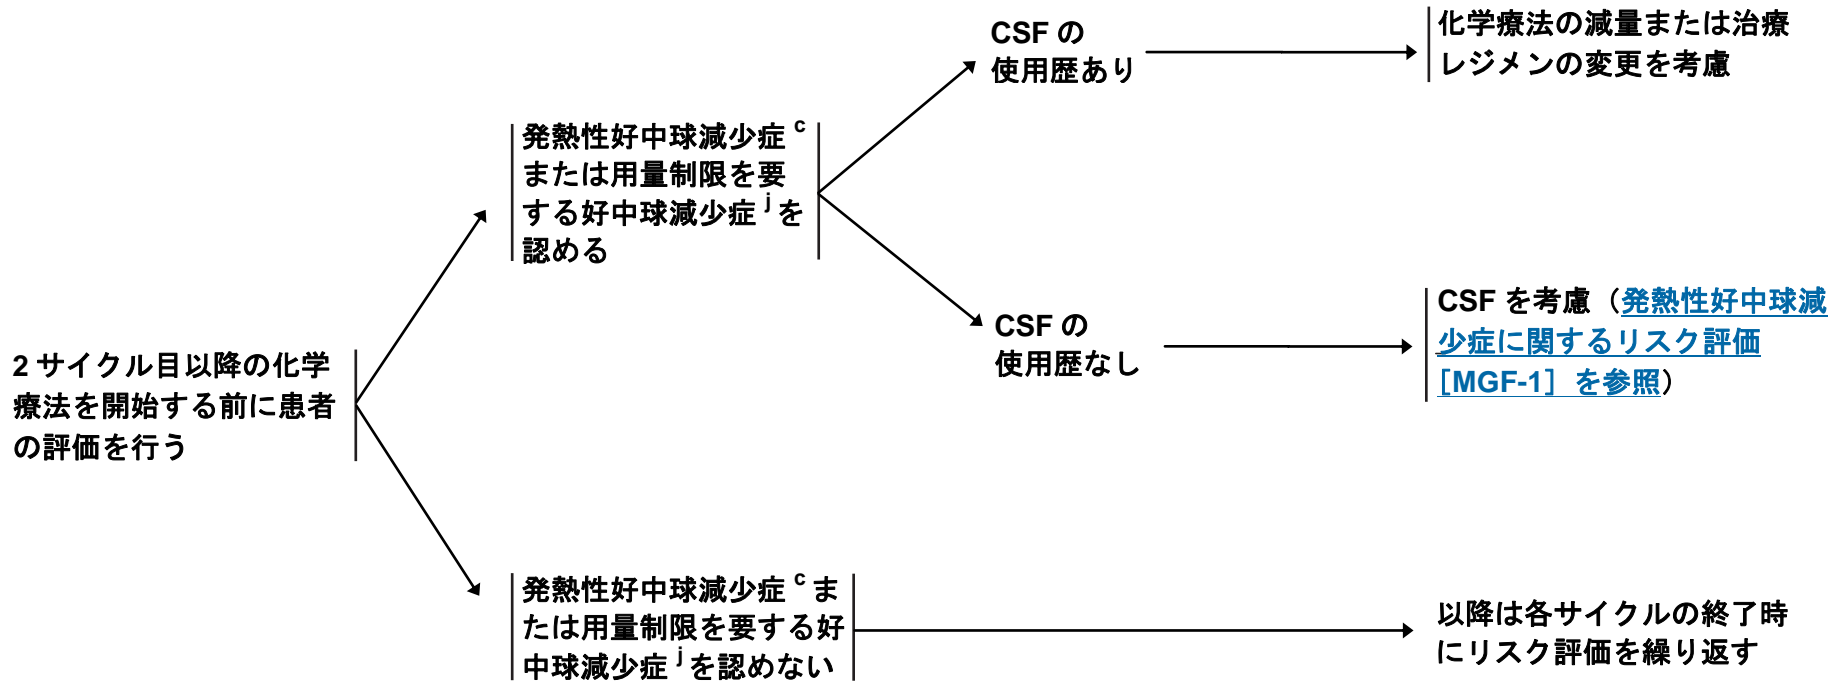 2 サイクル目以降の化学
療法を開始する前に患者
の評価を行う
発熱性好中球減少症 c
または用量制限を要
する好中球減少症 j を
認める
CSF の
使用歴あり
化学療法の減量または治療
レジメンの変更を考慮
CSF の
使用歴なし
CSF を考慮（発熱性好中球減
少症に関するリスク評価
[MGF-1] を参照）
発熱性好中球減少症 c ま
たは用量制限を要する好
中球減少症 j を認めない
以降は各サイクルの終了時
にリスク評価を繰り返す